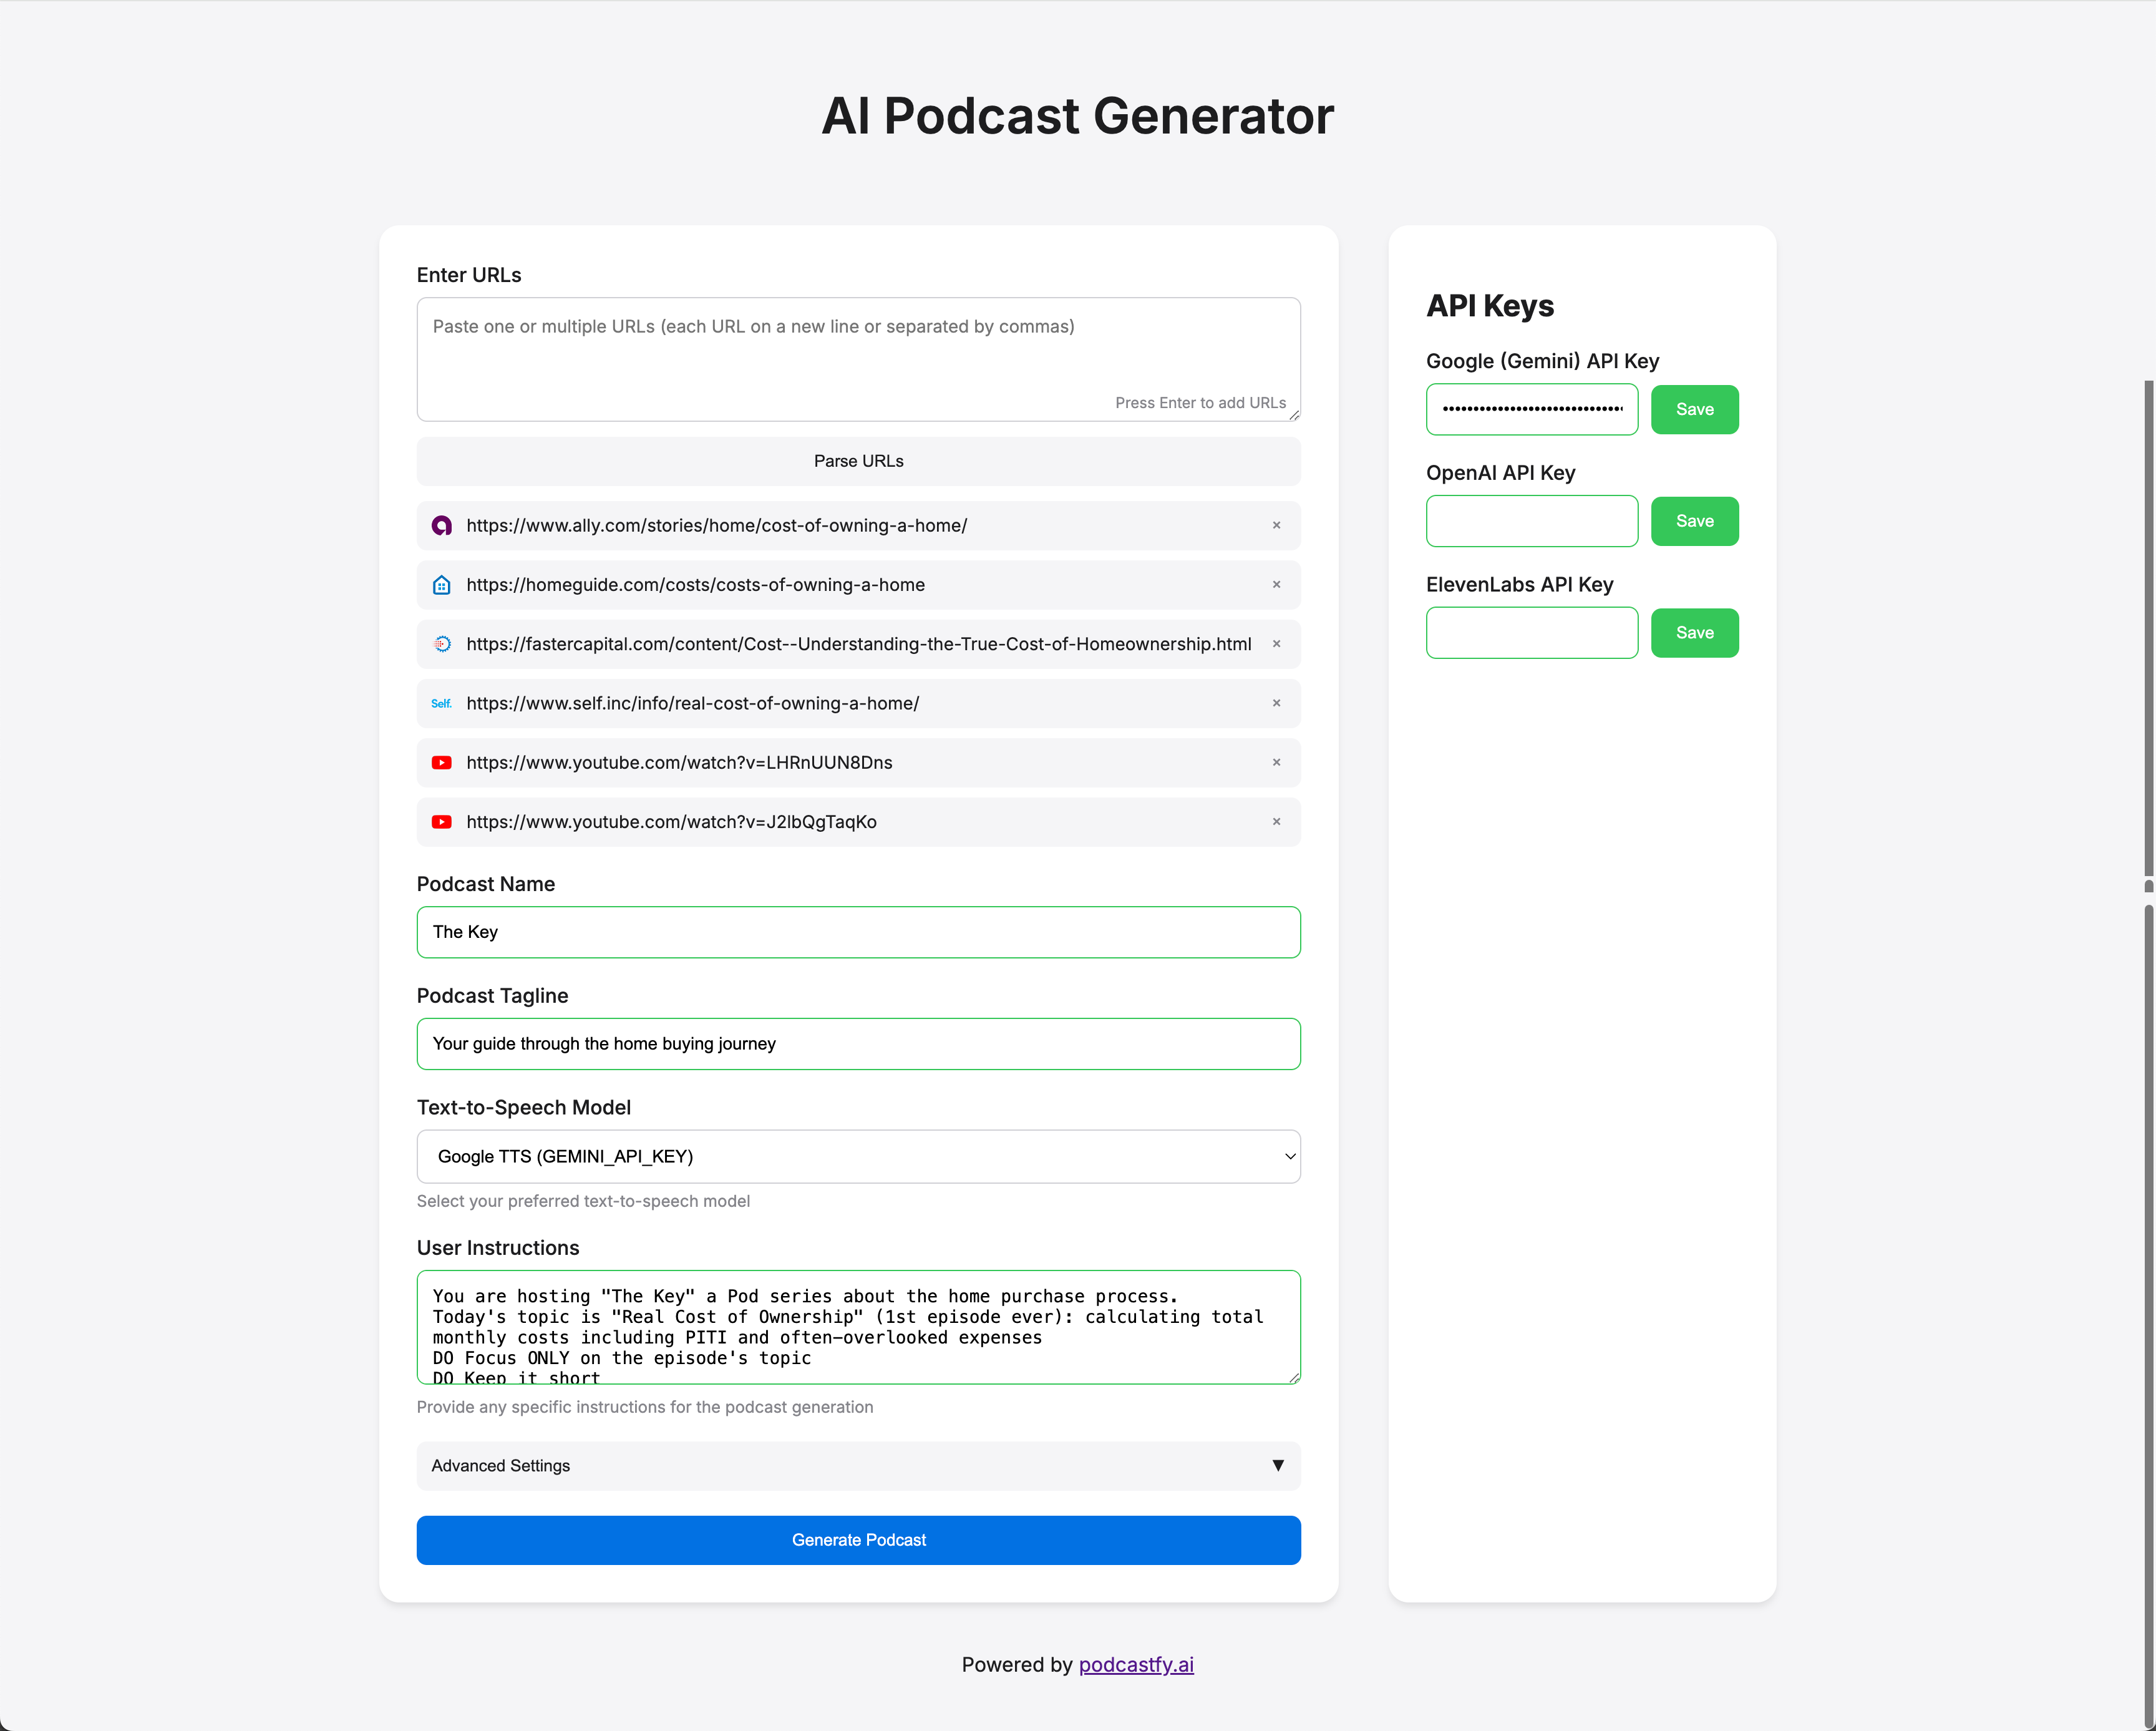 AI Podcast Generator
Enter URLs
Paste one or multiple URLs (each URL on a new line or separated by commas)
Press Enter to add URLs
Parse URLs
https://www.ally.com/stories/home/cost-of-owning-a-home/
×
https://homeguide.com/costs/costs-of-owning-a-home
×
https://fastercapital.com/content/Cost--Understanding-the-True-Cost-of-Homeownership.html
×
Self.
https://www.self.inc/info/real-cost-of-owning-a-home/
×
https://www.youtube.com/watch?v=LHRnUUN8Dns
×
https://www.youtube.com/watch?v=J2lbQgTaqKo
×
Podcast Name
The Key
Podcast Tagline
Your guide through the home buying journey
Text-to-Speech Model
Google TTS (GEMINI_API_KEY)
Select your preferred text-to-speech model
User Instructions
You are hosting "The Key" a Pod series about the home purchase process.
Today's topic is "Real Cost of Ownership" (1st episode ever): calculating total
monthly costs including PITI and often-overlooked expenses
DO Focus ONLY on the episode's topic
DO Keep it short
Provide any specific instructions for the podcast generation
Advanced Settings ▼
Generate Podcast
API Keys
Google (Gemini) API Key
Save
OpenAI API Key
Save
ElevenLabs API Key
Save
Powered by podcastfy.ai